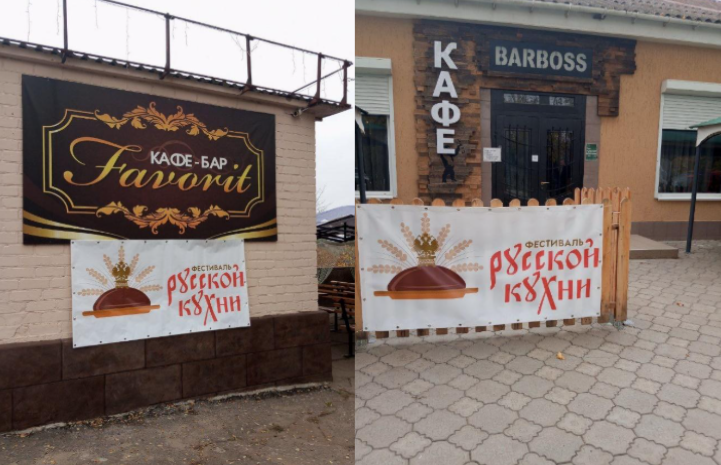 КАФЕ-БАР
Favorit
ФЕСТИВАЛЬ
РУССКОЙ
КУХНИ
КАФЕ
BARBOSS
ФЕСТИВАЛЬ
РУССКОЙ
КУХНИ